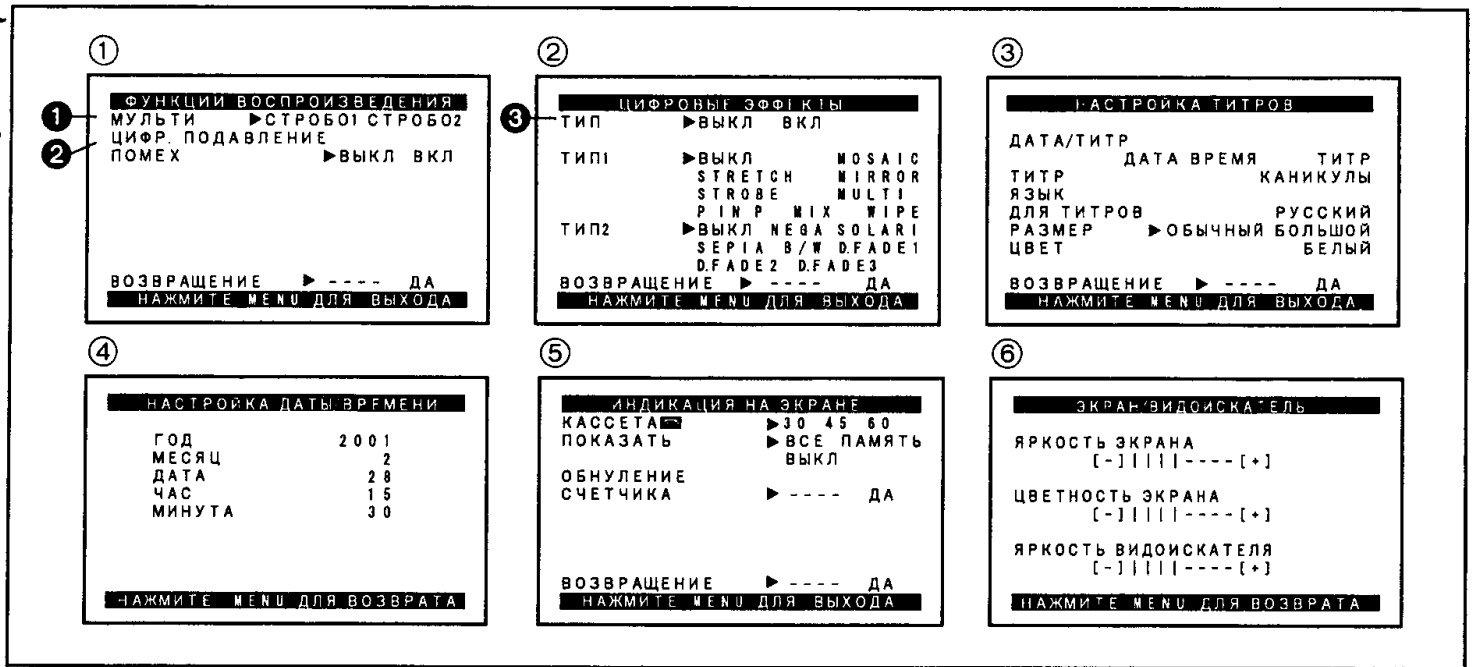 ①
ФУНКЦИИ ВОСПРОИЗВЕДЕНИЯ
❶ МУЛЬТИ ▶СТРОБО1 СТРОБО2
❷ ЦИФР. ПОДАВЛЕНИЕ
ПОМЕХ ▶ВЫКЛ ВКЛ
ВОЗВРАЩЕНИЕ ▶ ---- ДА
НАЖМИТЕ MENU ДЛЯ ВЫХОДА
②
ЦИФРОВЫЕ ЭФФЕКТЫ
❸ ТИП ▶ВЫКЛ ВКЛ
ТИП1 ▶ВЫКЛ MOSAIC
STRETCH MIRROR
STROBE MULTI
P IN P MIX WIPE
ТИП2 ▶ВЫКЛ NEGA SOLARI
SEPIA B/W D.FADE1
D.FADE2 D.FADE3
ВОЗВРАЩЕНИЕ ▶ ---- ДА
НАЖМИТЕ MENU ДЛЯ ВЫХОДА
③
НАСТРОЙКА ТИТРОВ
ДАТА/ТИТР
ДАТА ВРЕМЯ ТИТР
ТИТР КАНИКУЛЫ
ЯЗЫК
ДЛЯ ТИТРОВ РУССКИЙ
РАЗМЕР ▶ОБЫЧНЫЙ БОЛЬШОЙ
ЦВЕТ БЕЛЫЙ
ВОЗВРАЩЕНИЕ ▶ ---- ДА
НАЖМИТЕ MENU ДЛЯ ВЫХОДА
④
НАСТРОЙКА ДАТЫ/ВРЕМЕНИ
ГОД 2001
МЕСЯЦ 2
ДАТА 28
ЧАС 15
МИНУТА 30
НАЖМИТЕ MENU ДЛЯ ВОЗВРАТА
⑤
ИНДИКАЦИЯ НА ЭКРАНЕ
КАССЕТА ▶30 45 60
ПОКАЗАТЬ ▶ВСЕ ПАМЯТЬ
ВЫКЛ
ОБНУЛЕНИЕ
СЧЕТЧИКА ▶ ---- ДА
ВОЗВРАЩЕНИЕ ▶ ---- ДА
НАЖМИТЕ MENU ДЛЯ ВЫХОДА
⑥
ЭКРАН/ВИДОИСКАТЕЛЬ
ЯРКОСТЬ ЭКРАНА
[-]||||----[+]
ЦВЕТНОСТЬ ЭКРАНА
[-]||||----[+]
ЯРКОСТЬ ВИДОИСКАТЕЛЯ
[-]||||----[+]
НАЖМИТЕ MENU ДЛЯ ВОЗВРАТА